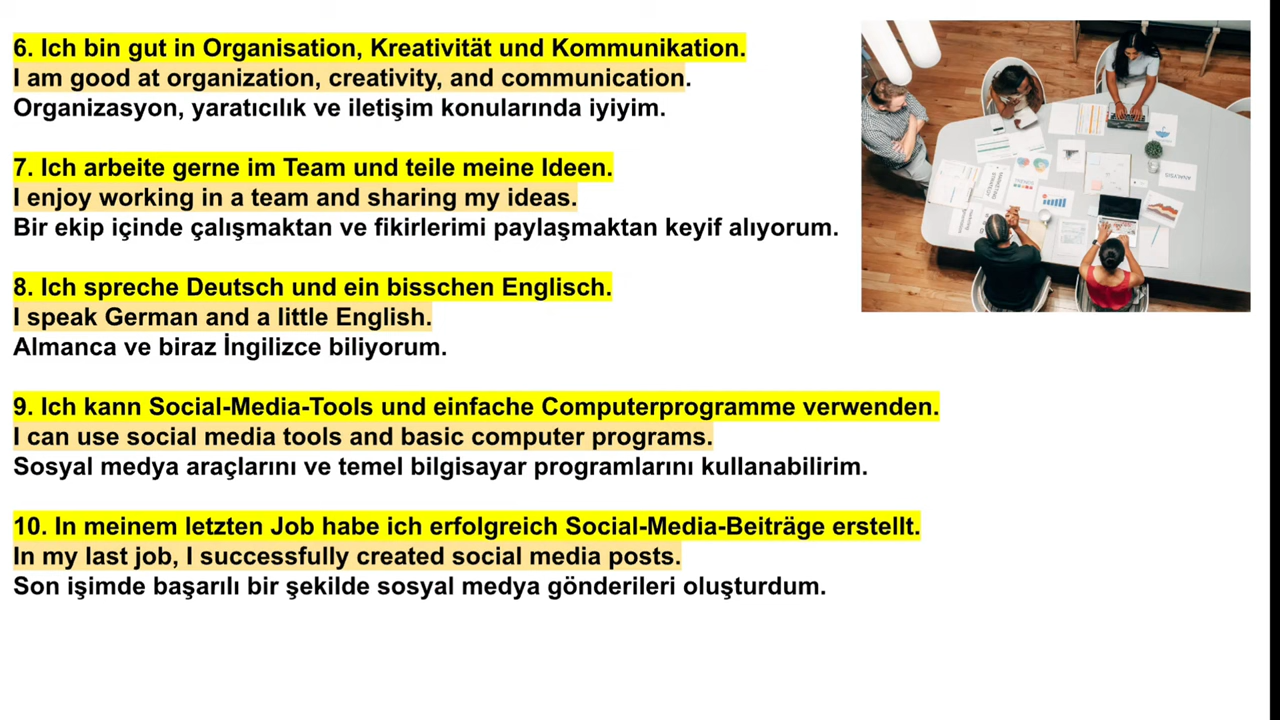 6. Ich bin gut in Organisation, Kreativität und Kommunikation.
I am good at organization, creativity, and communication.
Organizasyon, yaratıcılık ve iletişim konularında iyiyim.
7. Ich arbeite gerne im Team und teile meine Ideen.
I enjoy working in a team and sharing my ideas.
Bir ekip içinde çalışmaktan ve fikirlerimi paylaşmaktan keyif alıyorum.
8. Ich spreche Deutsch und ein bisschen Englisch.
I speak German and a little English.
Almanca ve biraz İngilizce biliyorum.
9. Ich kann Social-Media-Tools und einfache Computerprogramme verwenden.
I can use social media tools and basic computer programs.
Sosyal medya araçlarını ve temel bilgisayar programlarını kullanabilirim.
10. In meinem letzten Job habe ich erfolgreich Social-Media-Beiträge erstellt.
In my last job, I successfully created social media posts.
Son işimde başarılı bir şekilde sosyal medya gönderileri oluşturdum.
ANALYSIS